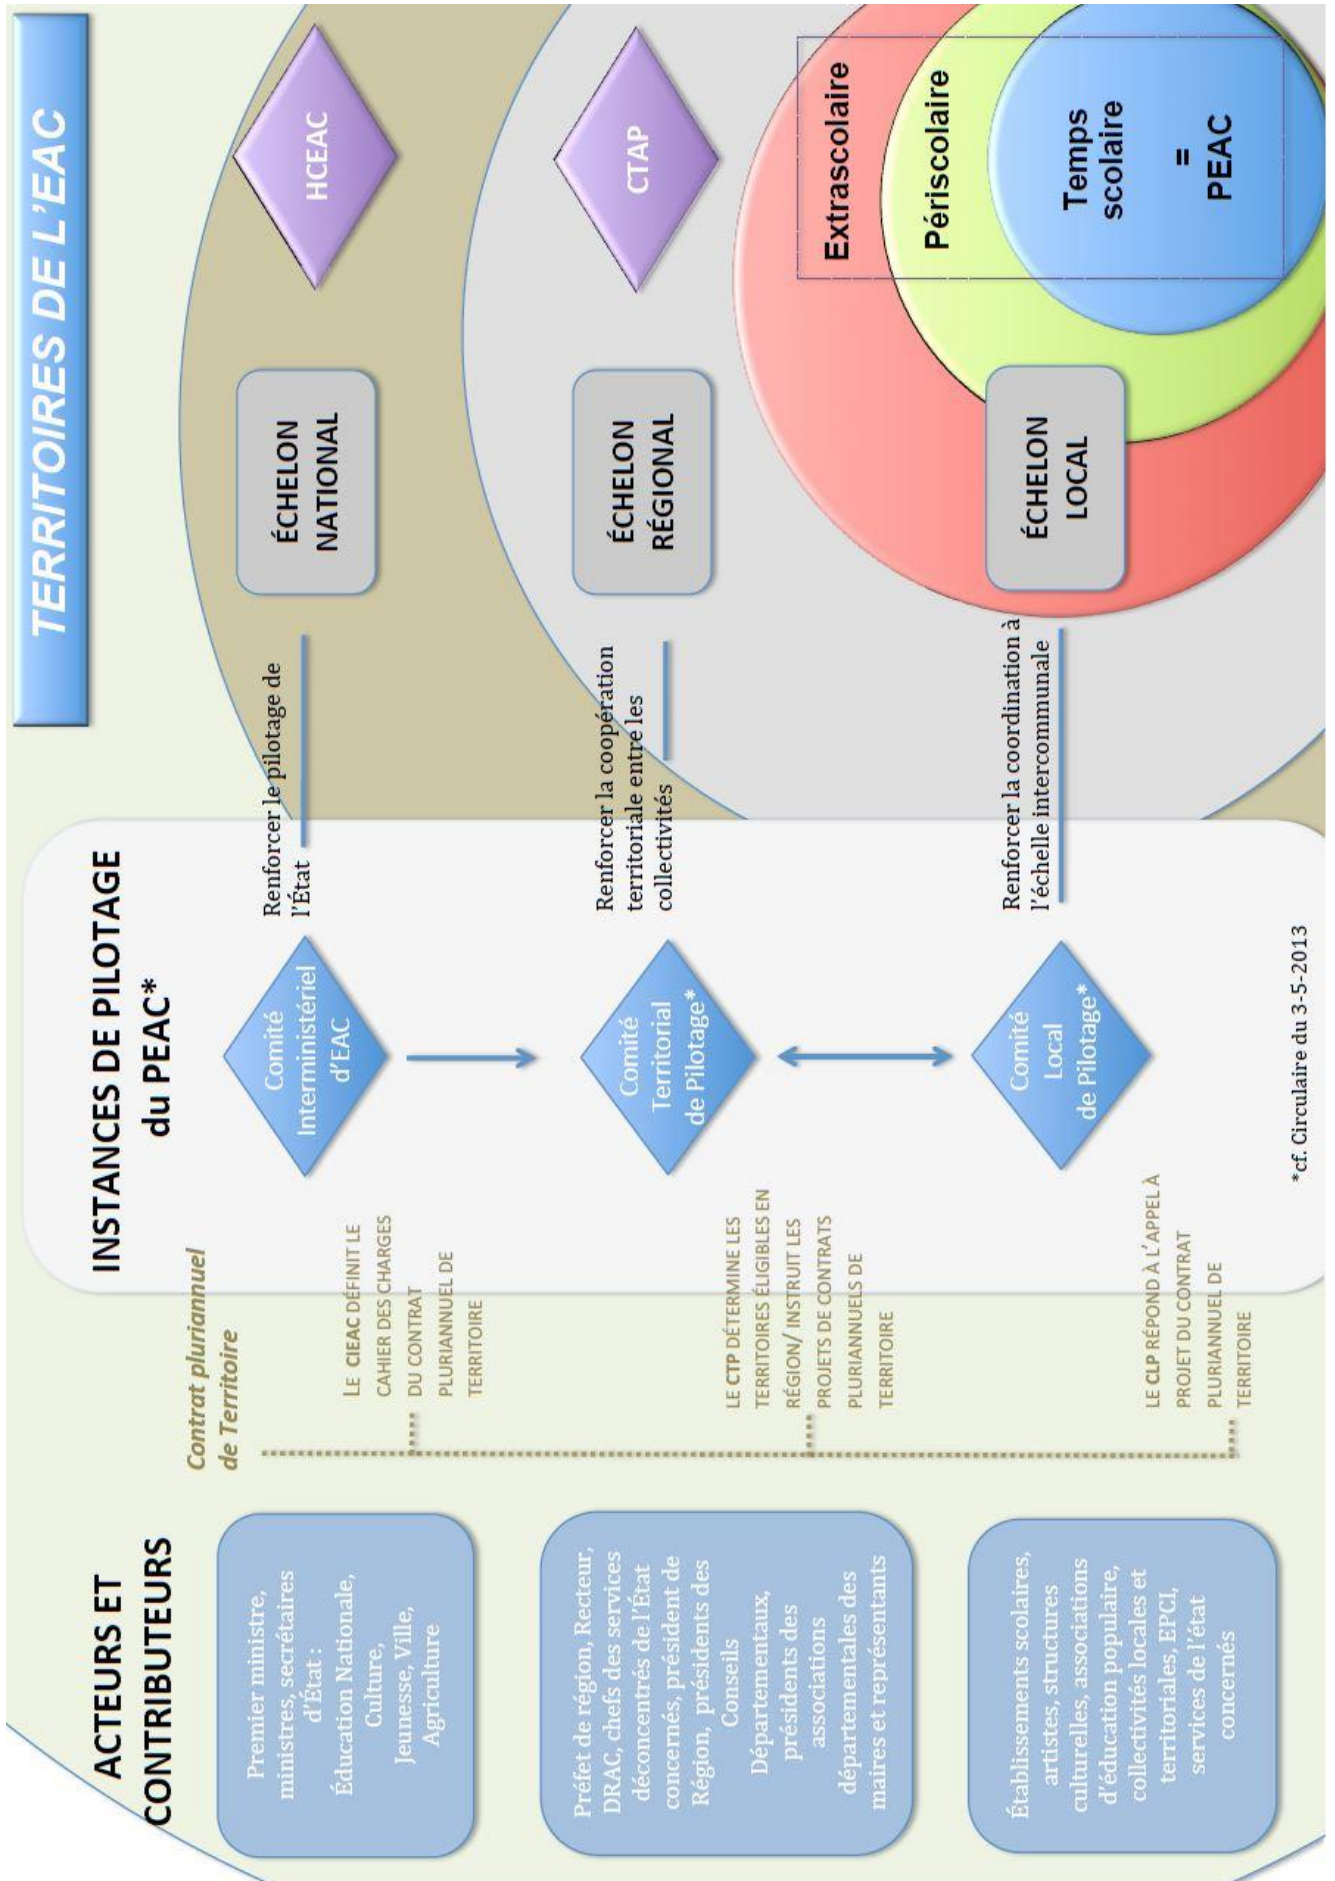 TERRITOIRES DE L'EAC
ACTEURS ET
CONTRIBUTEURS
Contrat pluriannuel
de Territoire
INSTANCES DE PILOTAGE
du PEAC*
Premier ministre,
ministres, secrétaires
d'État :
Éducation Nationale,
Culture,
Jeunesse, Ville,
Agriculture
LE CIEAC DÉFINIT LE
CAHIER DES CHARGES
DU CONTRAT
PLURIANNUEL DE
TERRITOIRE
Comité
Interministériel
d'EAC
Renforcer le pilotage de
l'État
ÉCHELON
NATIONAL
HCEAC
Préfet de région, Recteur,
DRAC, chefs des services
déconcentrés de l'État
concernés, président de
Région, présidents des
Conseils
Départementaux,
présidents des
associations
départementales des
maires et représentants
LE CTP DÉTERMINE LES
TERRITOIRES ÉLIGIBLES EN
RÉGION/ INSTRUIT LES
PROJETS DE CONTRATS
PLURIANNUELS DE
TERRITOIRE
Comité
Territorial
de Pilotage*
Renforcer la coopération
territoriale entre les
collectivités
ÉCHELON
RÉGIONAL
CTAP
Établissements scolaires,
artistes, structures
culturelles, associations
d'éducation populaire,
collectivités locales et
territoriales, EPCI,
services de l'état
concernés
LE CLP RÉPOND À L'APPEL À
PROJET DU CONTRAT
PLURIANNUEL DE
TERRITOIRE
Comité
Local
de Pilotage*
Renforcer la coordination à
l'échelle intercommunale
ÉCHELON
LOCAL
Extrascolaire
Périscolaire
Temps
scolaire
=
PEAC
*cf. Circulaire du 3-5-2013